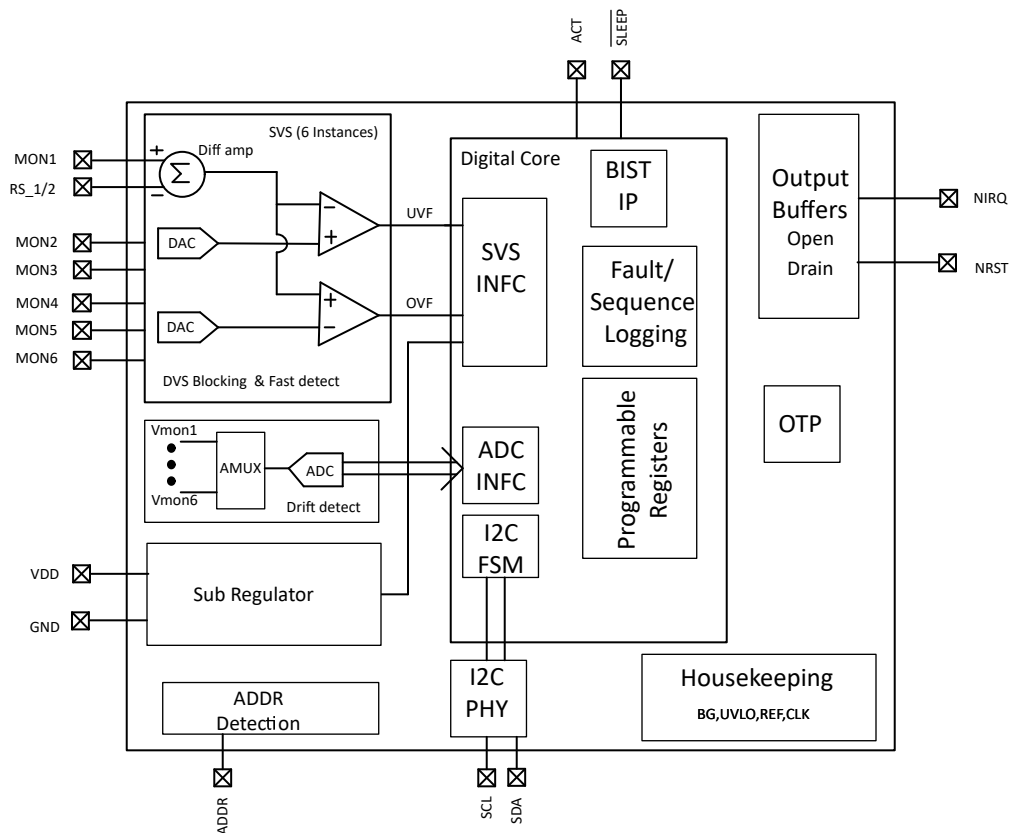 ACT
SLEEP
SVS (6 Instances)
Diff amp
+
Σ
−
MON1
RS_1/2
MON2
MON3
MON4
MON5
MON6
DAC
DAC
−
+
+
−
UVF
OVF
DVS Blocking & Fast detect
Digital Core
BIST
IP
SVS
INFC
Fault/
Sequence
Logging
Programmable
Registers
ADC
INFC
I2C
FSM
Output
Buffers
Open
Drain
NIRQ
NRST
OTP
Vmon1
Vmon6
AMUX
ADC
Drift detect
VDD
GND
Sub Regulator
ADDR
Detection
I2C
PHY
Housekeeping
BG,UVLO,REF,CLK
ADDR
SCL
SDA